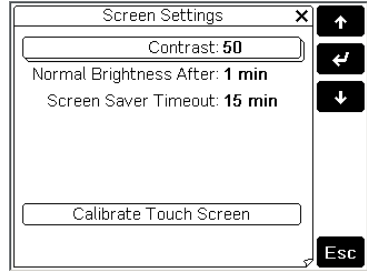 Screen Settings
Contrast: 50
Normal Brightness After: 1 min
Screen Saver Timeout: 15 min
Calibrate Touch Screen
Esc